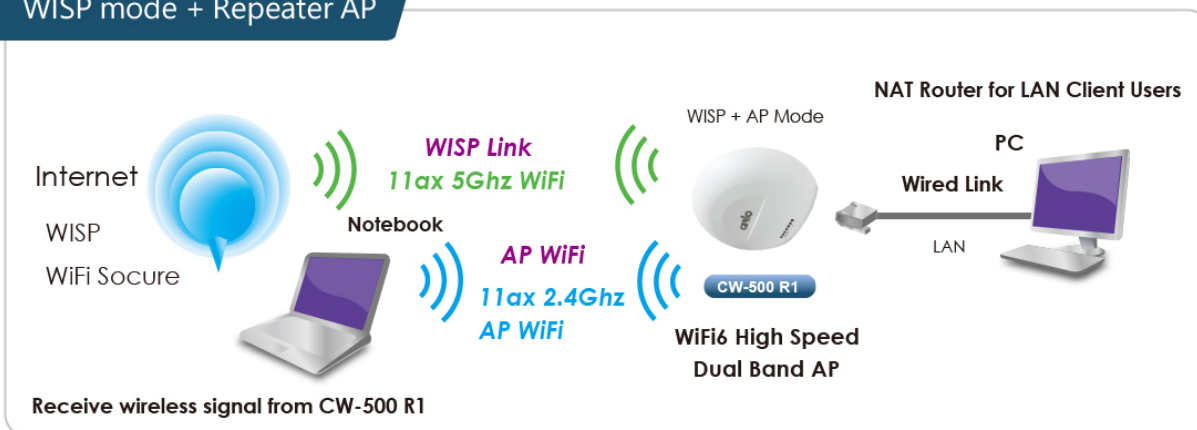 WISP mode + Repeater AP
NAT Router for LAN Client Users
WISP + AP Mode
PC
WISP Link
11ax 5Ghz WiFi
Internet
Wired Link
WISP
WiFi Socure
Notebook
LAN
AP WiFi
11ax 2.4Ghz
AP WiFi
CW-500 R1
WiFi6 High Speed
Dual Band AP
Receive wireless signal from CW-500 R1